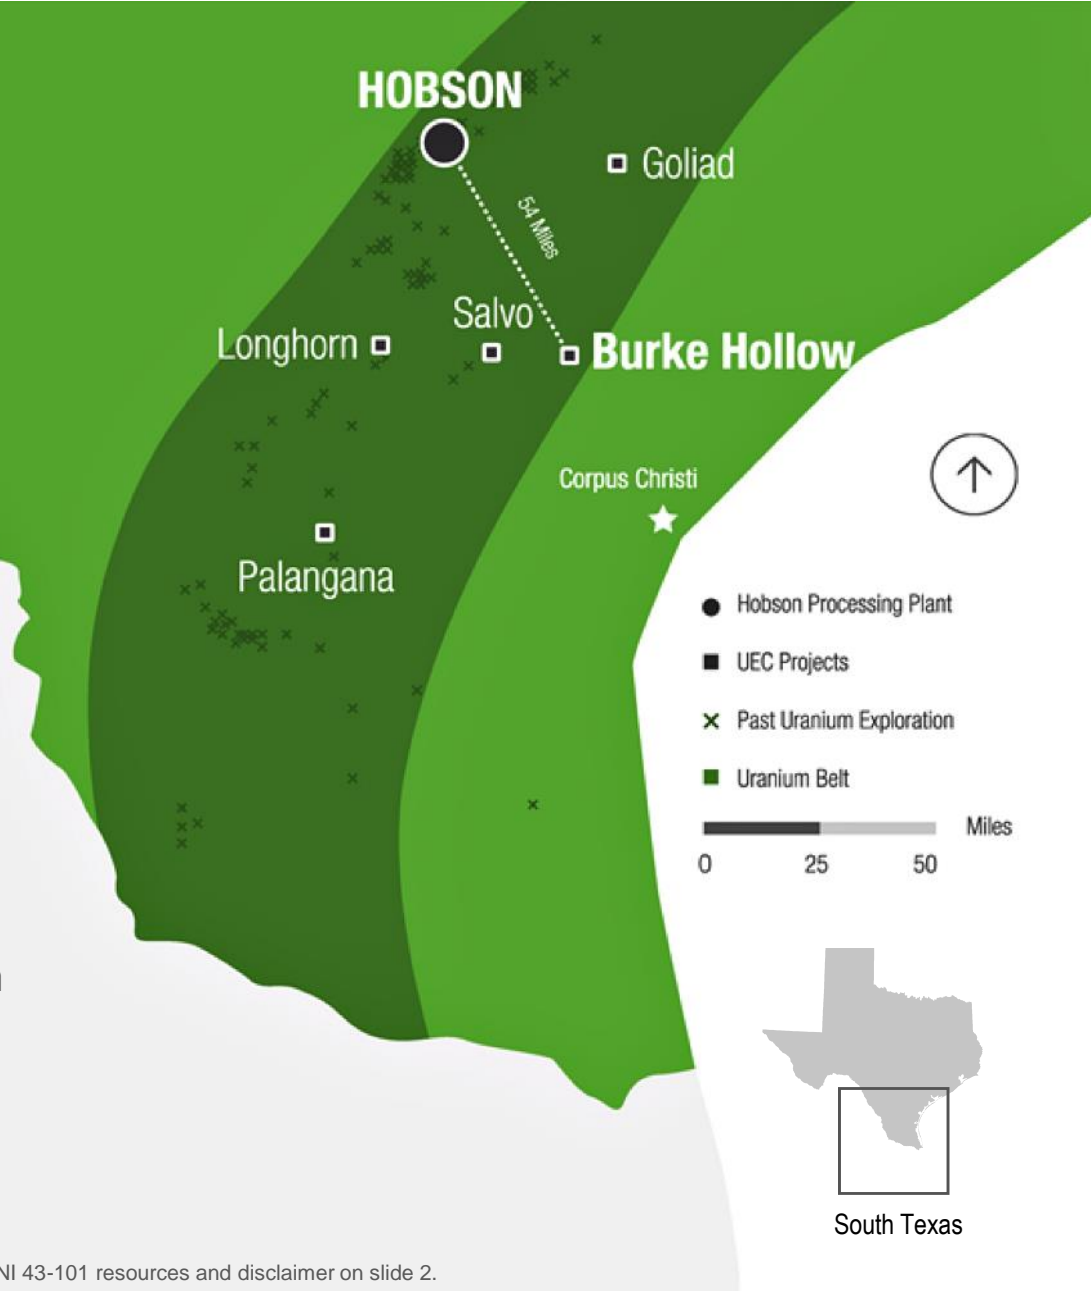 HOBSON
Goliad
54 Miles
Salvo
Longhorn
Burke Hollow
Corpus Christi
Palangana
Hobson Processing Plant
UEC Projects
Past Uranium Exploration
Uranium Belt
Miles
0 25 50
South Texas
NI 43-101 resources and disclaimer on slide 2.